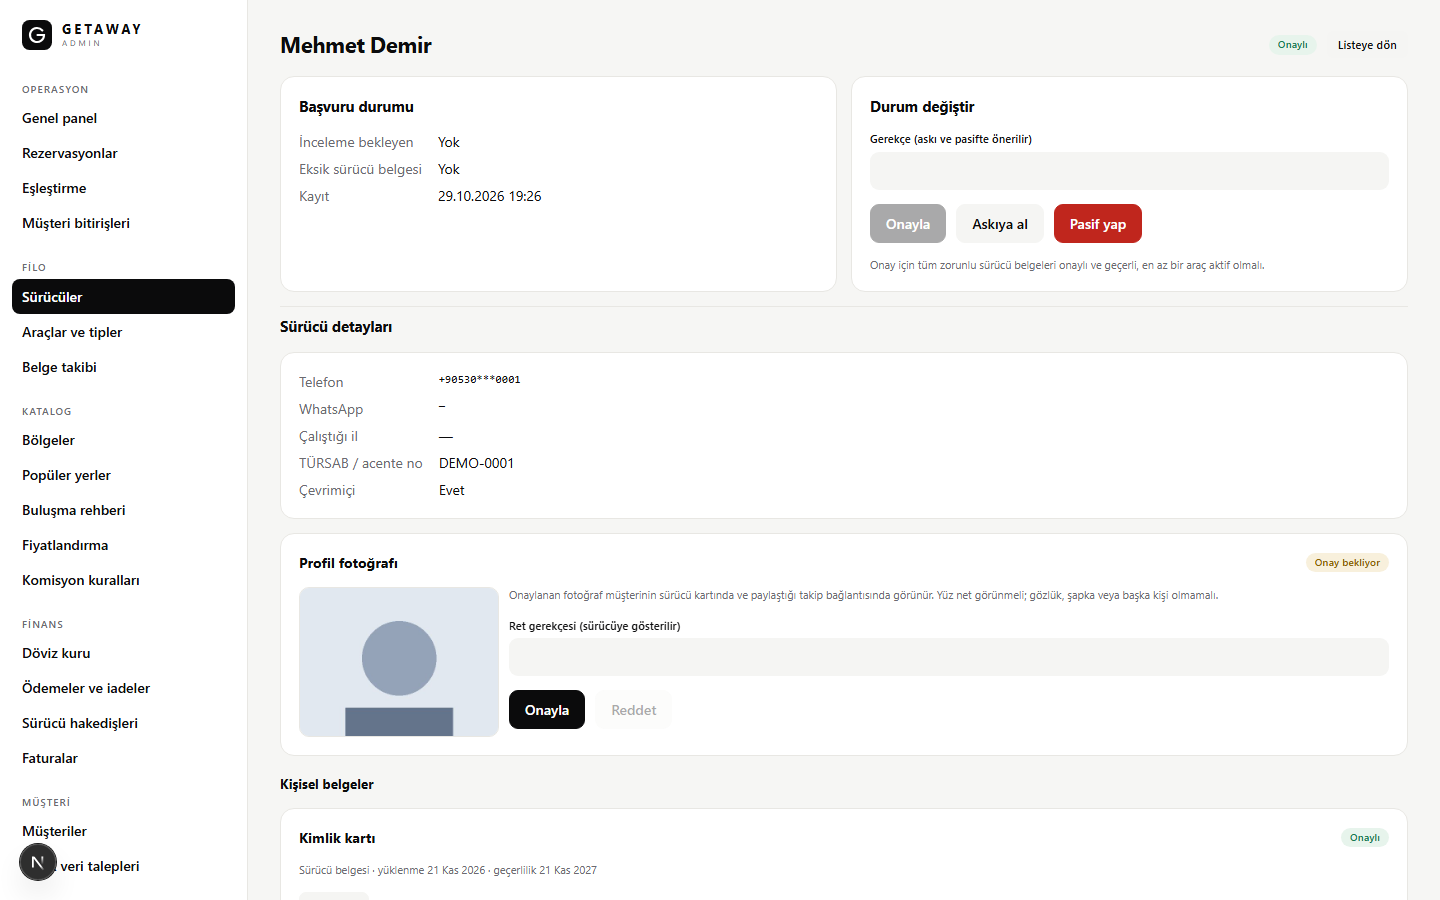 GETAWAY
ADMIN
OPERASYON
Genel panel
Rezervasyonlar
Eşleştirme
Müşteri bitirişleri
FİLO
Sürücüler
Araçlar ve tipler
Belge takibi
KATALOG
Bölgeler
Popüler yerler
Buluşma rehberi
Fiyatlandırma
Komisyon kuralları
FİNANS
Döviz kuru
Ödemeler ve iadeler
Sürücü hakedişleri
Faturalar
MÜŞTERİ
Müşteriler
veri talepleri
Mehmet Demir
Onaylı
Listeye dön
Başvuru durumu
İnceleme bekleyen Yok
Eksik sürücü belgesi Yok
Kayıt 29.10.2026 19:26
Durum değiştir
Gerekçe (askı ve pasifte önerilir)
Onayla Askıya al Pasif yap
Onay için tüm zorunlu sürücü belgeleri onaylı ve geçerli, en az bir araç aktif olmalı.
Sürücü detayları
Telefon +90530***0001
WhatsApp –
Çalıştığı il —
TÜRSAB / acente no DEMO-0001
Çevrimiçi Evet
Profil fotoğrafı
Onay bekliyor
Onaylanan fotoğraf müşterinin sürücü kartında ve paylaştığı takip bağlantısında görünür. Yüz net görünmeli; gözlük, şapka veya başka kişi olmamalı.
Ret gerekçesi (sürücüye gösterilir)
Onayla Reddet
Kişisel belgeler
Kimlik kartı
Onaylı
Sürücü belgesi · yüklenme 21 Kas 2026 · geçerlilik 21 Kas 2027